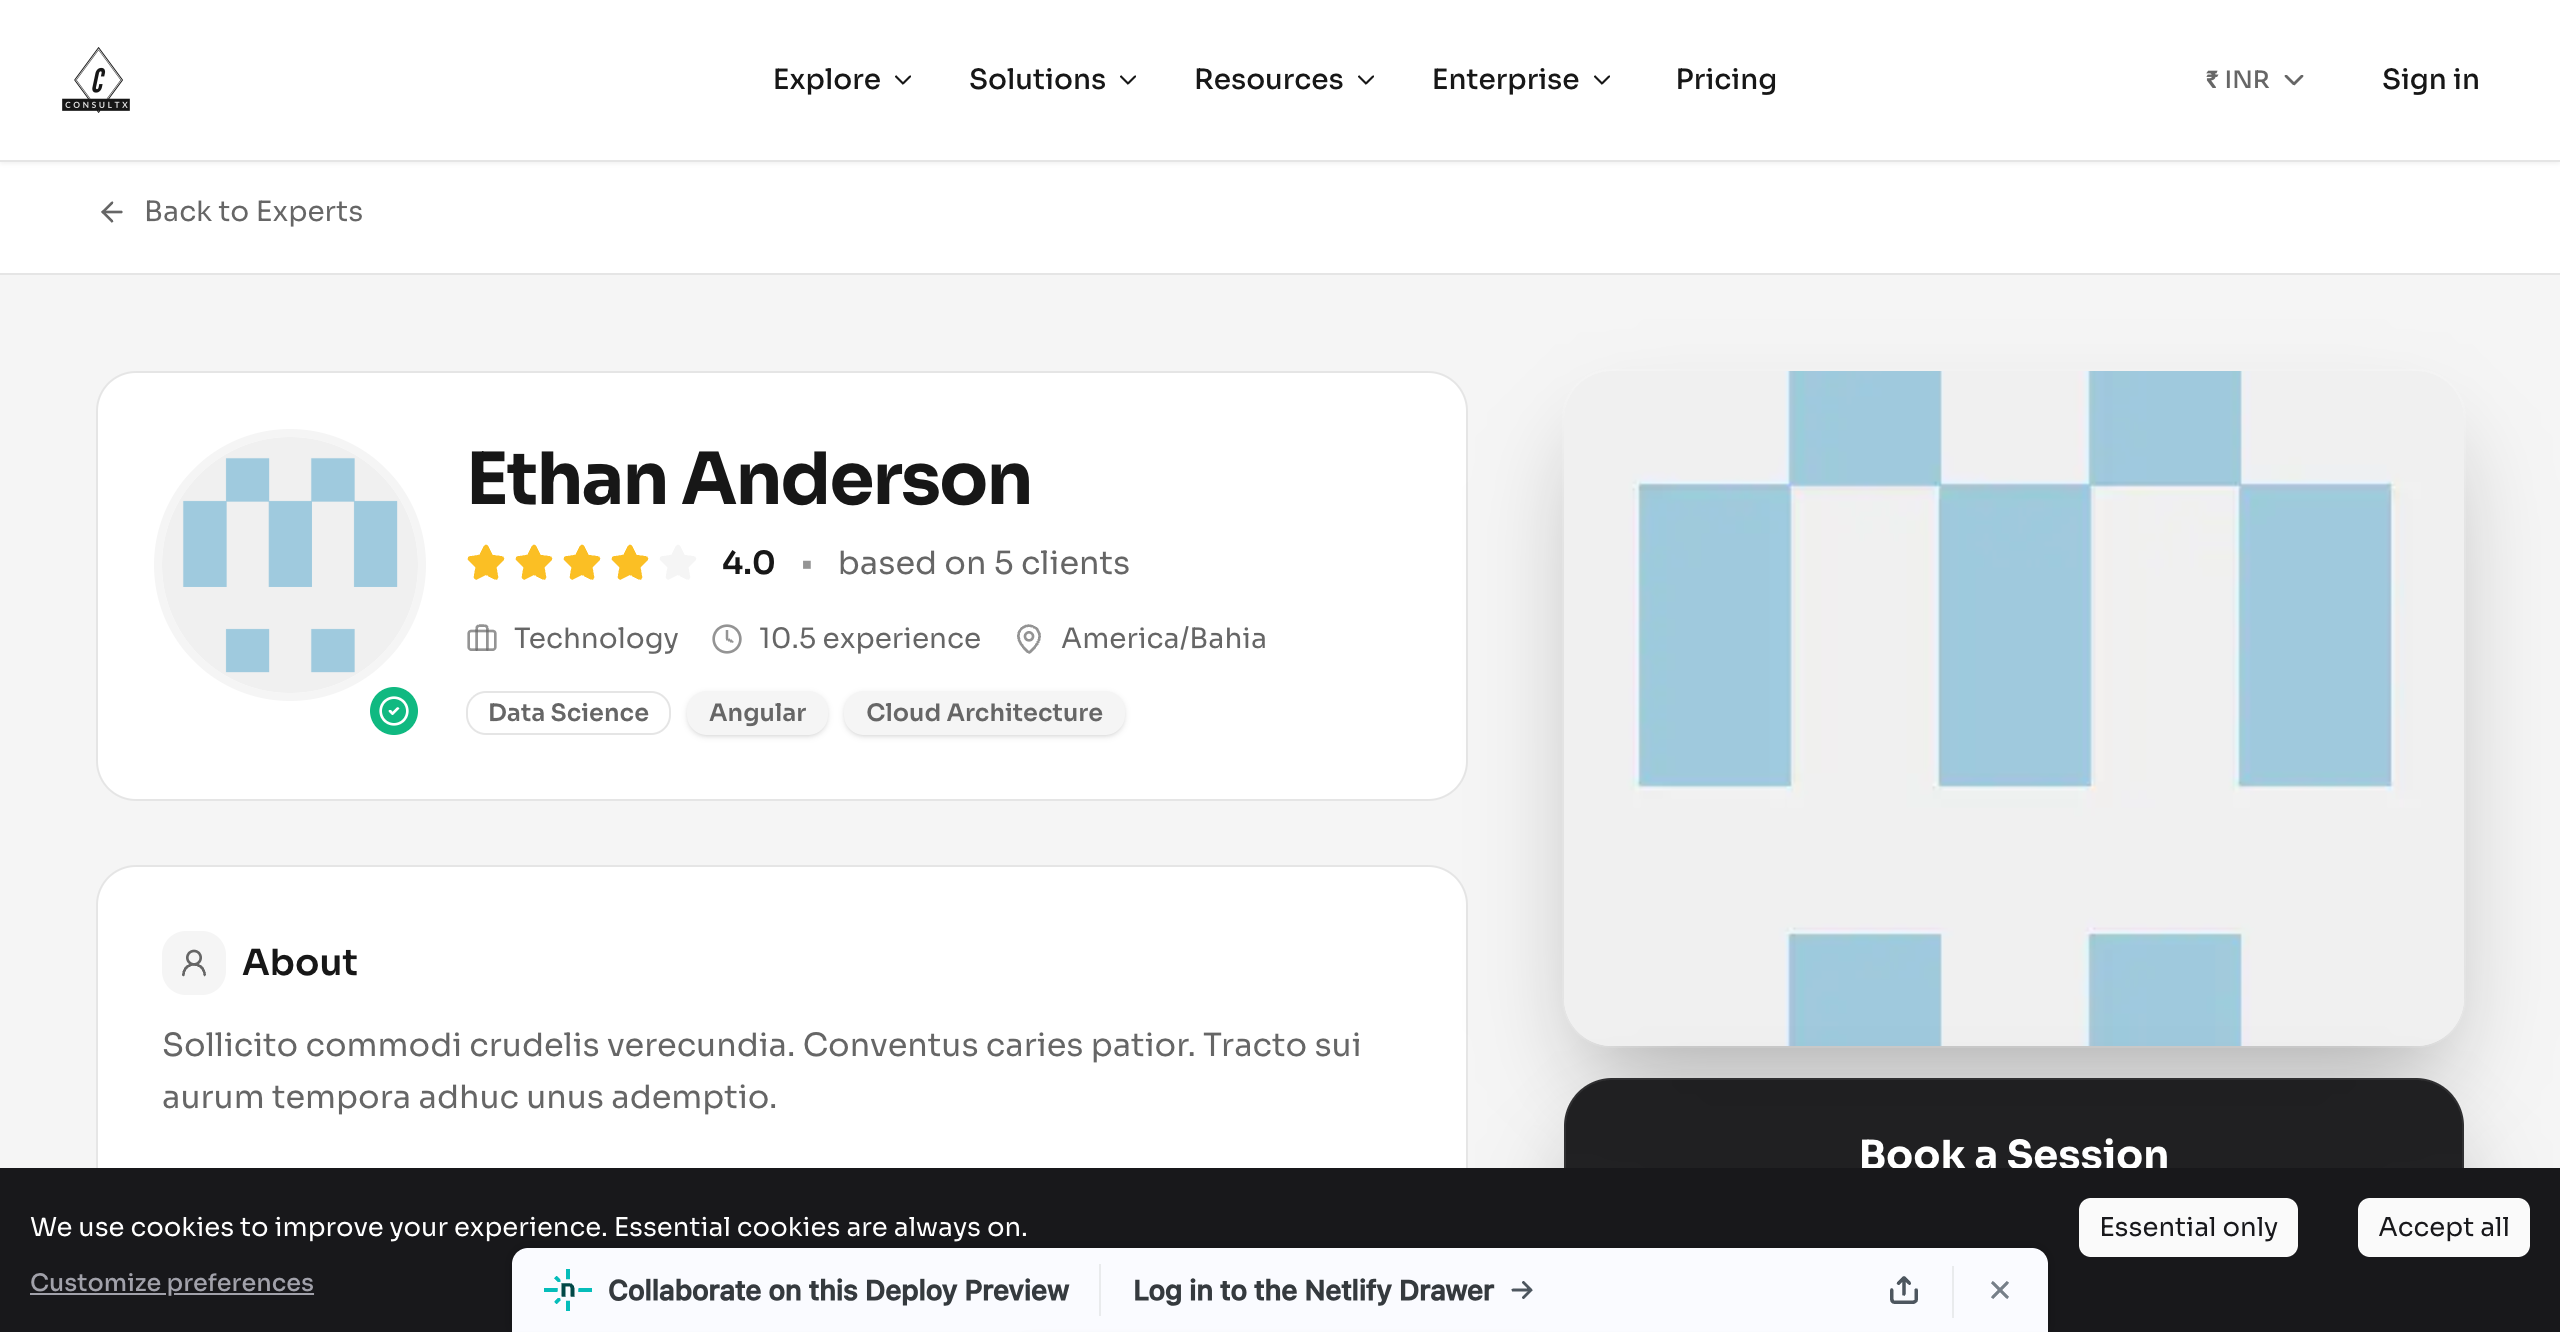 C
CONSULTX
Explore
Solutions
Resources
Enterprise
Pricing
₹ INR
Sign in
Back to Experts
Ethan Anderson
4.0 ▪ based on 5 clients
Technology 10.5 experience America/Bahia
Data Science Angular Cloud Architecture
About
Sollicito commodi crudelis verecundia. Conventus caries patior. Tracto sui
aurum tempora adhuc unus ademptio.
Book a Session
We use cookies to improve your experience. Essential cookies are always on.
Customize preferences
Essential only
Accept all
n
Collaborate on this Deploy Preview
Log in to the Netlify Drawer →